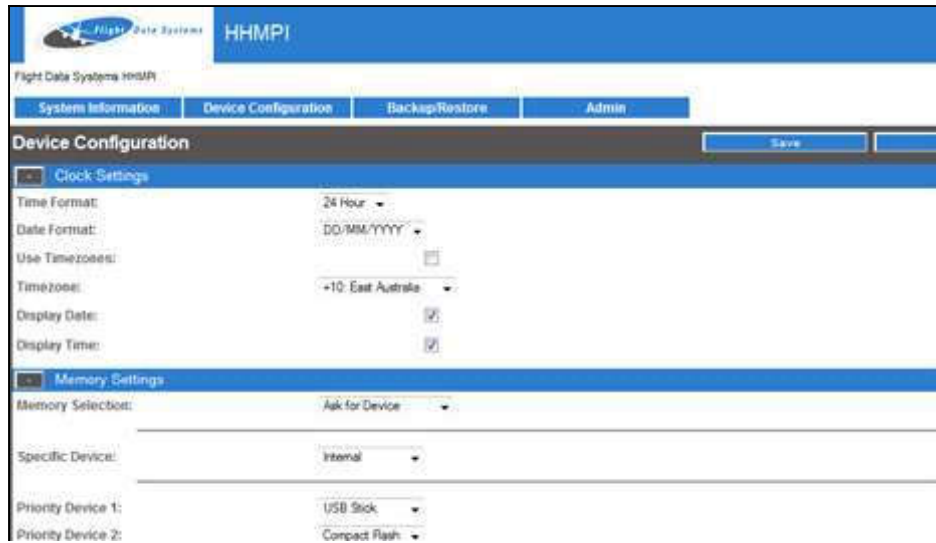 Flight Data Systems HHMPI
Flight Data Systems HHMPI
System Information Device Configuration Backup/Restore Admin
Device Configuration Save
- Clock Settings
Time Format: 24 Hour
Date Format: DD/MM/YYYY
Use Timezones:
Timezone: +10: East Australia
Display Date:
Display Time:
- Memory Settings
Memory Selection: Ask for Device
Specific Device: Internal
Priority Device 1: USB Stick
Priority Device 2: Compact Flash